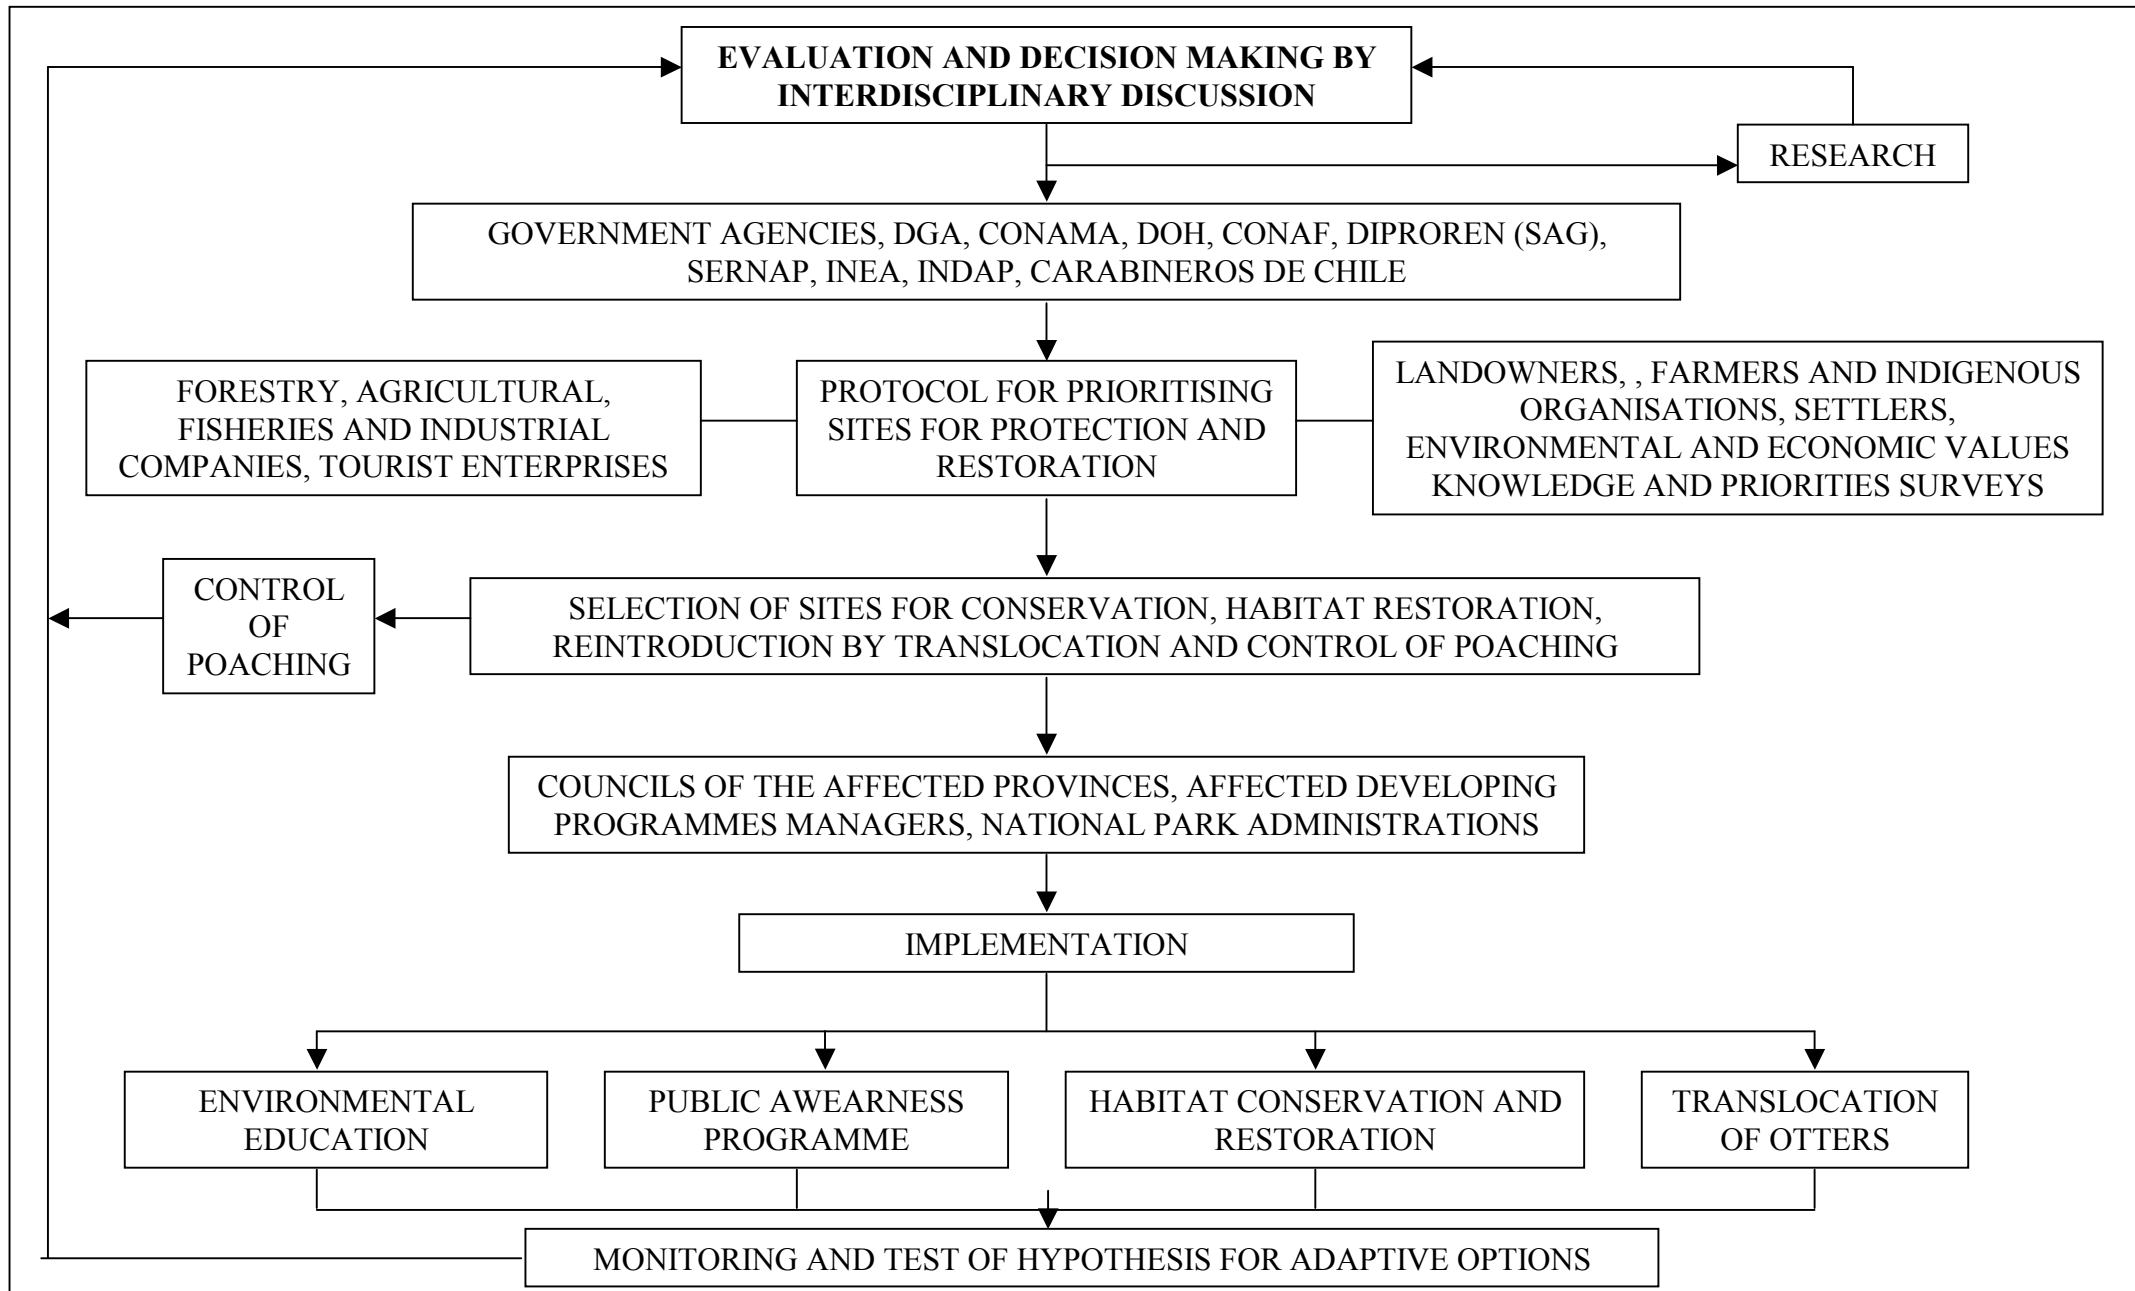 EVALUATION AND DECISION MAKING BY
INTERDISCIPLINARY DISCUSSION
RESEARCH
GOVERNMENT AGENCIES, DGA, CONAMA, DOH, CONAF, DIPROREN (SAG),
SERNAP, INEA, INDAP, CARABINEROS DE CHILE
FORESTRY, AGRICULTURAL,
FISHERIES AND INDUSTRIAL
COMPANIES, TOURIST ENTERPRISES
PROTOCOL FOR PRIORITISING
SITES FOR PROTECTION AND
RESTORATION
LANDOWNERS, , FARMERS AND INDIGENOUS
ORGANISATIONS, SETTLERS,
ENVIRONMENTAL AND ECONOMIC VALUES
KNOWLEDGE AND PRIORITIES SURVEYS
CONTROL
OF
POACHING
SELECTION OF SITES FOR CONSERVATION, HABITAT RESTORATION,
REINTRODUCTION BY TRANSLOCATION AND CONTROL OF POACHING
COUNCILS OF THE AFFECTED PROVINCES, AFFECTED DEVELOPING
PROGRAMMES MANAGERS, NATIONAL PARK ADMINISTRATIONS
IMPLEMENTATION
ENVIRONMENTAL
EDUCATION
PUBLIC AWEARNESS
PROGRAMME
HABITAT CONSERVATION AND
RESTORATION
TRANSLOCATION
OF OTTERS
MONITORING AND TEST OF HYPOTHESIS FOR ADAPTIVE OPTIONS